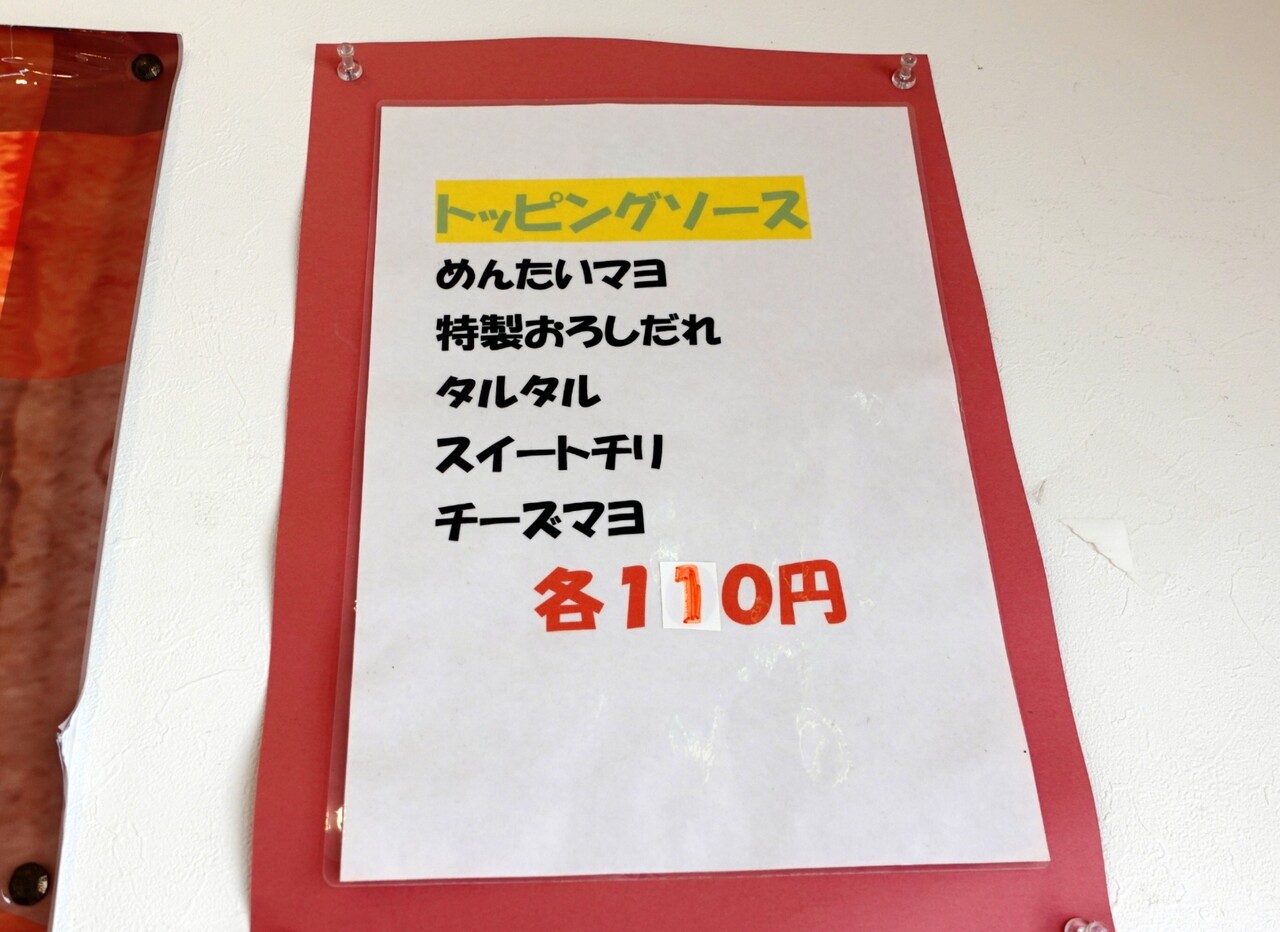 トッピングソース
めんたいマヨ
特製おろしだれ
タルタル
スイートチリ
チーズマヨ
各110円